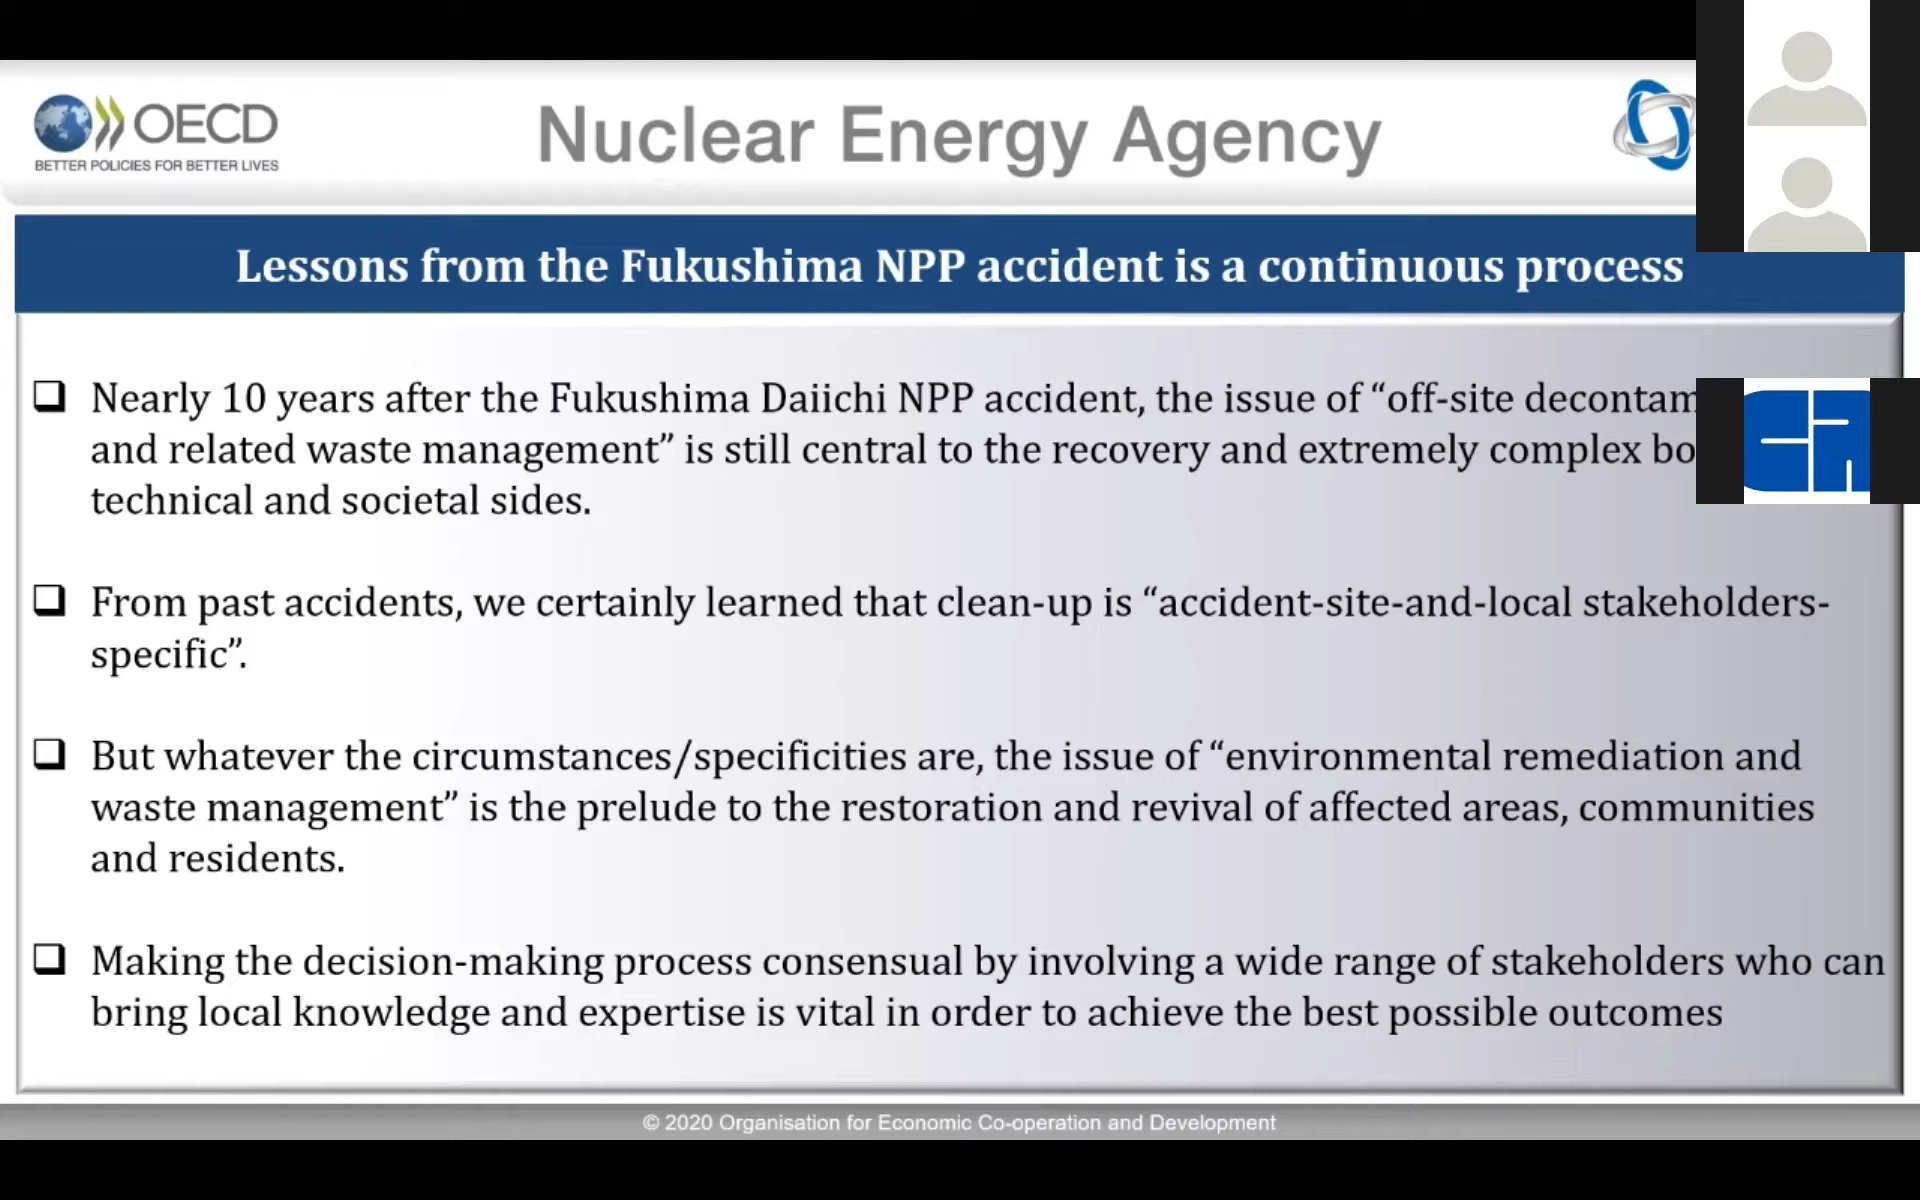 OECD
BETTER POLICIES FOR BETTER LIVES
Nuclear Energy Agency
Lessons from the Fukushima NPP accident is a continuous process
Nearly 10 years after the Fukushima Daiichi NPP accident, the issue of “off-site
and related waste management” is still central to the recovery and extremely complex
technical and societal sides.
From past accidents, we certainly learned that clean-up is “accident-site-and-local stakeholders-
specific”.
But whatever the circumstances/specificities are, the issue of “environmental remediation and
waste management” is the prelude to the restoration and revival of affected areas, communities
and residents.
Making the decision-making process consensual by involving a wide range of stakeholders who can
bring local knowledge and expertise is vital in order to achieve the best possible outcomes
© 2020 Organisation for Economic Co-operation and Development